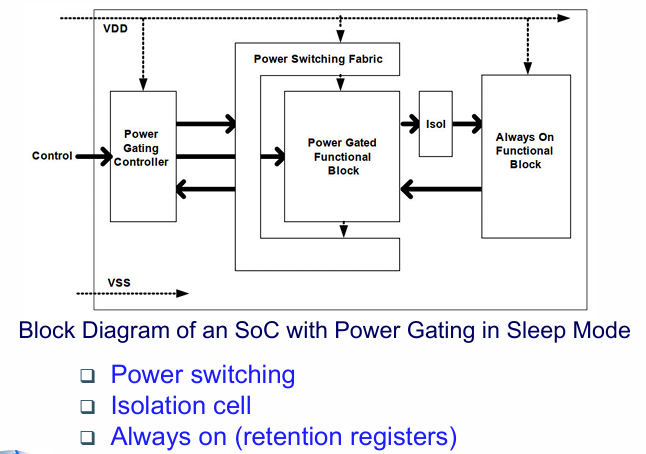 VDD
Power Switching Fabric
Control
Power
Gating
Controller
Power Gated
Functional
Block
Isol
Always On
Functional
Block
VSS
Block Diagram of an SoC with Power Gating in Sleep Mode
Power switching
Isolation cell
Always on (retention registers)